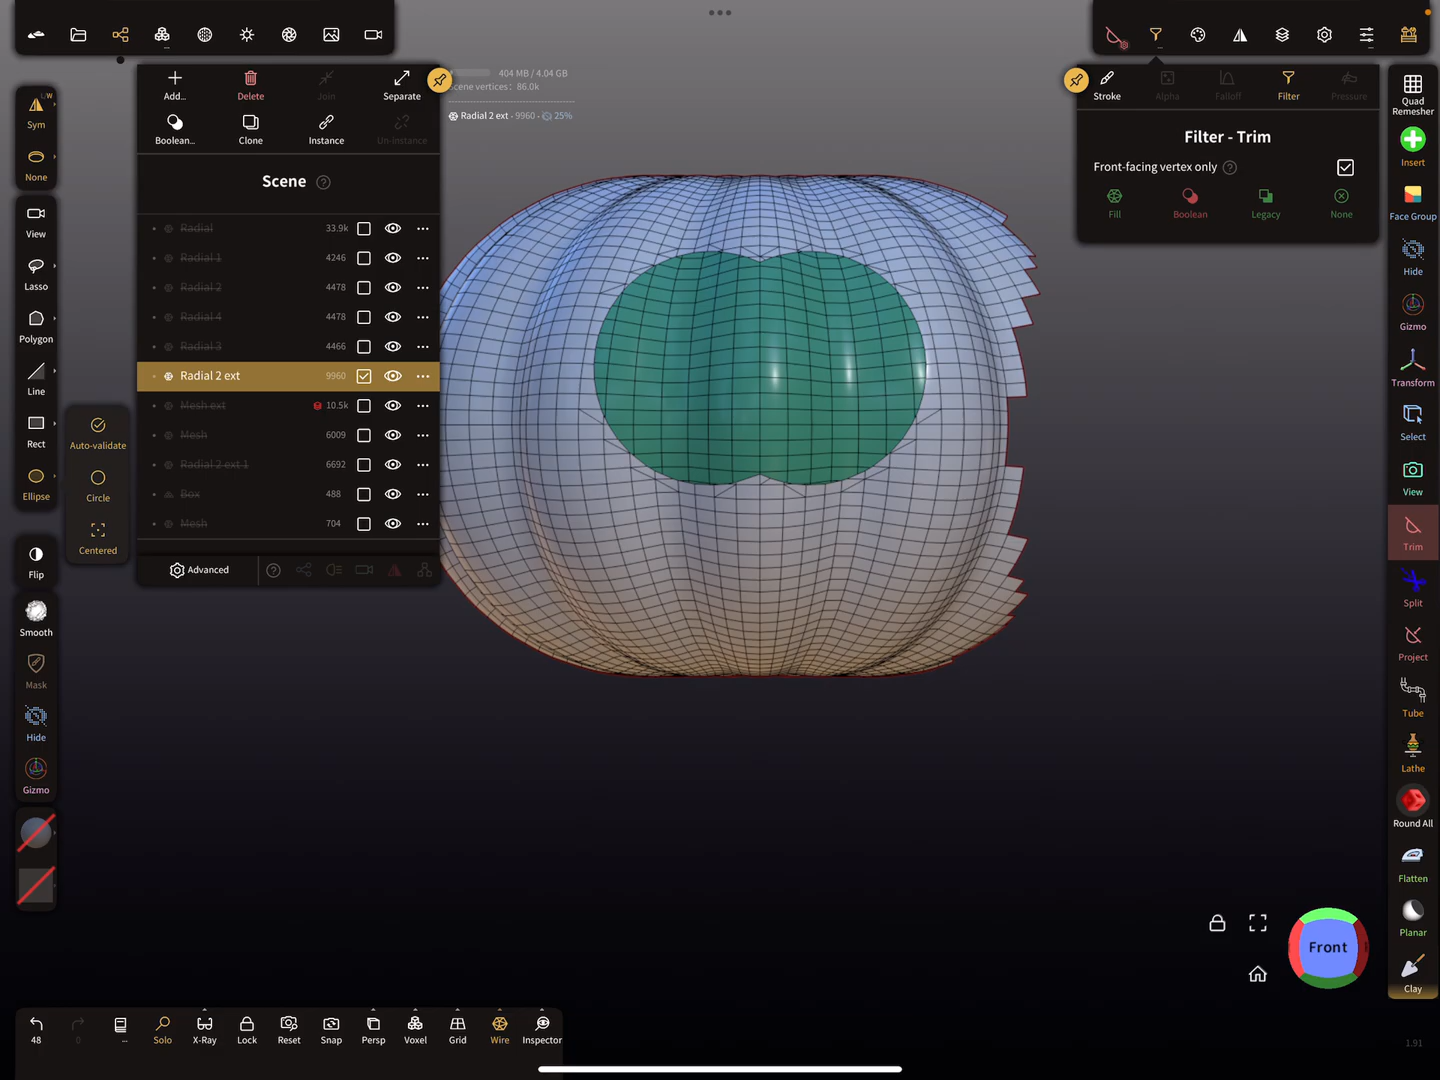 Add...
Delete
Join
Separate
Boolean...
Clone
Instance
Un-instance
Scene
Radial 33.9k
Radial 1 4246
Radial 2 4478
Radial 4 4478
Radial 3 4466
Radial 2 ext 9960
Mesh ext 10.5k
Mesh 6009
Radial 2 ext 1 6692
Box 488
Mesh 704
Advanced
404 MB / 4.04 GB
Scene vertices: 86.0k
Radial 2 ext - 9960 - 25%
Stroke
Alpha
Falloff
Filter
Pressure
Filter - Trim
Front-facing vertex only
Fill
Boolean
Legacy
None
Sym
None
View
Lasso
Polygon
Line
Rect
Ellipse
Auto-validate
Circle
Centered
Flip
Smooth
Mask
Hide
Gizmo
Quad
Remesher
Insert
Face Group
Hide
Gizmo
Transform
Select
View
Trim
Split
Project
Tube
Lathe
Round All
Flatten
Planar
Clay
Front
48
0
...
Solo
X-Ray
Lock
Reset
Snap
Persp
Voxel
Grid
Wire
Inspector
1.91